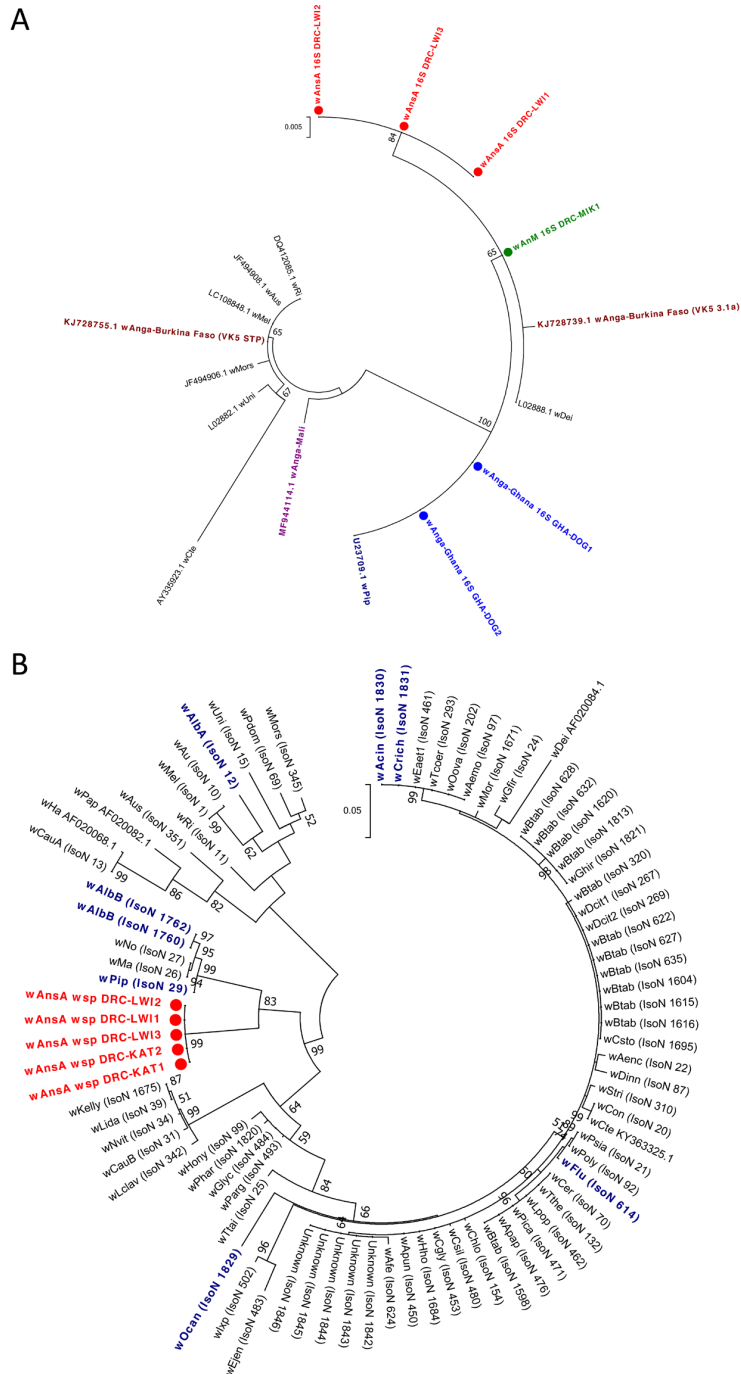 A
wAnsA 16S DRC-LWI2
wAnsA 16S DRC-LWI3
wAnsA 16S DRC-LWI1
0.005
84
wAnM 16S DRC-MIK1
65
DQ412085.1 wRi
JF494908.1 wAus
LC108848.1 wMel
KJ728755.1 wAnga-Burkina Faso (VK5 STP)
65
KJ728739.1 wAnga-Burkina Faso (VK5 3.1a)
JF494906.1 wMors
L02882.1 wUni
67
L02888.1 wDei
100
MF944114.1 wAnga-Mali
wAnga-Ghana 16S GHA-DOG1
wAnga-Ghana 16S GHA-DOG2
U23709.1 wPip
AY335923.1 wCte
B
wAcin (IsoN 1830)
wCrich (IsoN 1831)
wEaet1 (IsoN 461)
wTcoer (IsoN 293)
wOova (IsoN 202)
wAemo (IsoN 97)
wMor (IsoN 1671)
wGfir (IsoN 24)
wDei AF020084.1
wBtab (IsoN 628)
wBtab (IsoN 632)
wBtab (IsoN 1620)
wBtab (IsoN 1813)
wGhir (IsoN 1821)
wBtab (IsoN 320)
wDcit1 (IsoN 267)
wDcit2 (IsoN 269)
wBtab (IsoN 622)
wBtab (IsoN 627)
wBtab (IsoN 635)
wBtab (IsoN 1604)
wBtab (IsoN 1615)
wBtab (IsoN 1616)
wCsto (IsoN 1695)
wAenc (IsoN 22)
wDinn (IsoN 87)
wStri (IsoN 310)
wCon (IsoN 20)
wCte KY363325.1
wPsia (IsoN 21)
wPoly (IsoN 92)
wFlu (IsoN 614)
wCer (IsoN 70)
wTthe (IsoN 132)
wLpop (IsoN 462)
wPica (IsoN 471)
wApap (IsoN 476)
wBtab (IsoN 1598)
wChlo (IsoN 154)
wCsil (IsoN 480)
wCgly (IsoN 453)
wHho (IsoN 1684)
wApun (IsoN 450)
wAfe (IsoN 624)
Unknown (IsoN 1842)
Unknown (IsoN 1843)
Unknown (IsoN 1844)
Unknown (IsoN 1845)
Unknown (IsoN 1846)
wEjen (IsoN 483)
wIxp (IsoN 502)
wOcan (IsoN 1829)
wTtai (IsoN 25)
wParg (IsoN 493)
wGlyc (IsoN 484)
wPhar (IsoN 1820)
wHony (IsoN 99)
wLclav (IsoN 342)
wCauB (IsoN 31)
wNvit (IsoN 34)
wLida (IsoN 39)
wKelly (IsoN 1675)
wAnsA wsp DRC-KAT1
wAnsA wsp DRC-KAT2
wAnsA wsp DRC-LWI3
wAnsA wsp DRC-LWI1
wAnsA wsp DRC-LWI2
wPip (IsoN 29)
wMa (IsoN 26)
wNo (IsoN 27)
wAlbB (IsoN 1760)
wAlbB (IsoN 1762)
wCauA (IsoN 13)
wHa AF020068.1
wPap AF020082.1
wAus (IsoN 351)
wRi (IsoN 11)
wMel (IsoN 1)
wAu (IsoN 10)
wAlbA (IsoN 12)
wUni (IsoN 15)
wPdom (IsoN 69)
wMors (IsoN 345)
0.05
99
98
52
99
62
82
86
99
97
95
99
94
83
99
99
87
51
99
64
59
84
66
96
64
96
50
99